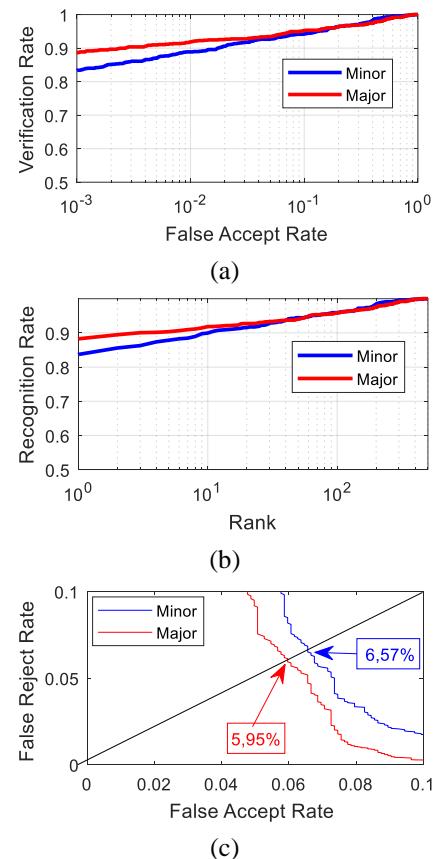 1
0.9
0.8
0.7
0.6
0.5
Verification Rate
Minor
Major
10^-3
10^-2
10^-1
10^0
False Accept Rate
(a)
0.9
0.8
0.7
0.6
0.5
Recognition Rate
Minor
Major
10^0
10^1
10^2
Rank
(b)
0.1
0.05
0
False Reject Rate
Minor
Major
6,57%
5,95%
0
0.02
0.04
0.06
0.08
0.1
False Accept Rate
(c)